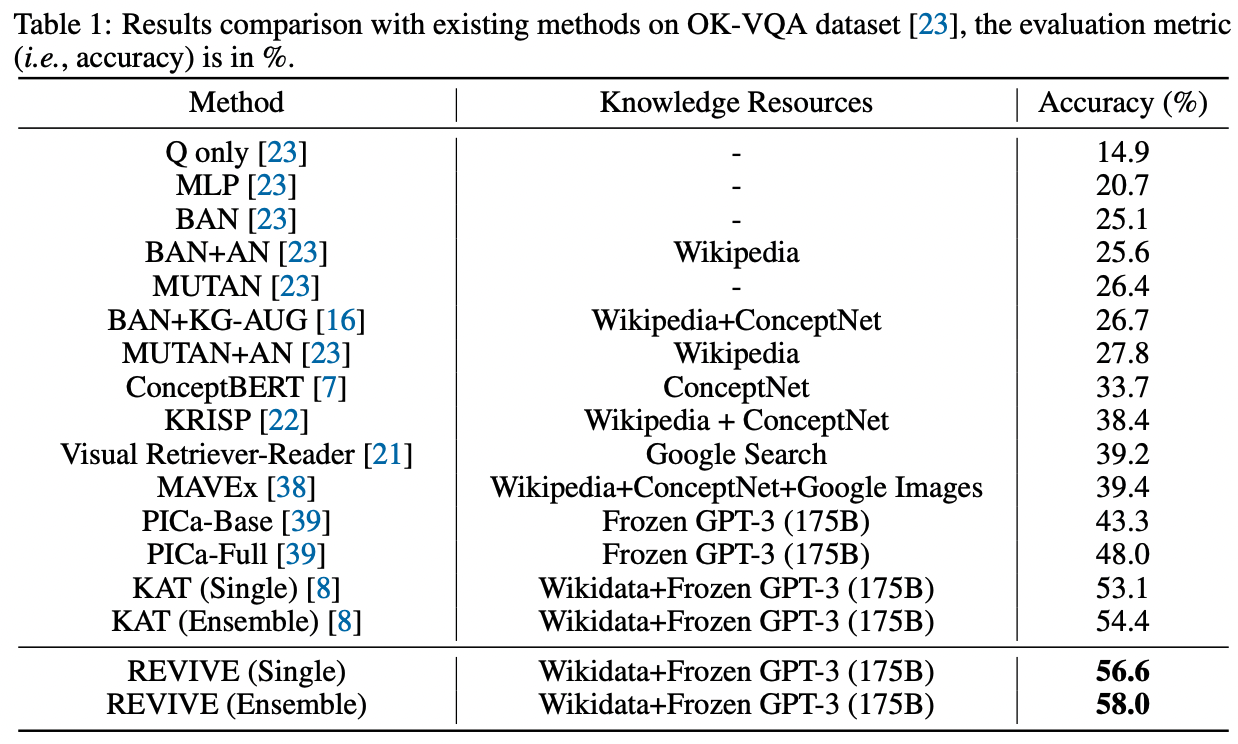 Table 1: Results comparison with existing methods on OK-VQA dataset [23], the evaluation metric
(i.e., accuracy) is in %.
Method Knowledge Resources Accuracy (%)
Q only [23] - 14.9
MLP [23] - 20.7
BAN [23] - 25.1
BAN+AN [23] Wikipedia 25.6
MUTAN [23] - 26.4
BAN+KG-AUG [16] Wikipedia+ConceptNet 26.7
MUTAN+AN [23] Wikipedia 27.8
ConceptBERT [7] ConceptNet 33.7
KRISP [22] Wikipedia + ConceptNet 38.4
Visual Retriever-Reader [21] Google Search 39.2
MAVEx [38] Wikipedia+ConceptNet+Google Images 39.4
PICa-Base [39] Frozen GPT-3 (175B) 43.3
PICa-Full [39] Frozen GPT-3 (175B) 48.0
KAT (Single) [8] Wikidata+Frozen GPT-3 (175B) 53.1
KAT (Ensemble) [8] Wikidata+Frozen GPT-3 (175B) 54.4
REVIVE (Single) Wikidata+Frozen GPT-3 (175B) 56.6
REVIVE (Ensemble) Wikidata+Frozen GPT-3 (175B) 58.0